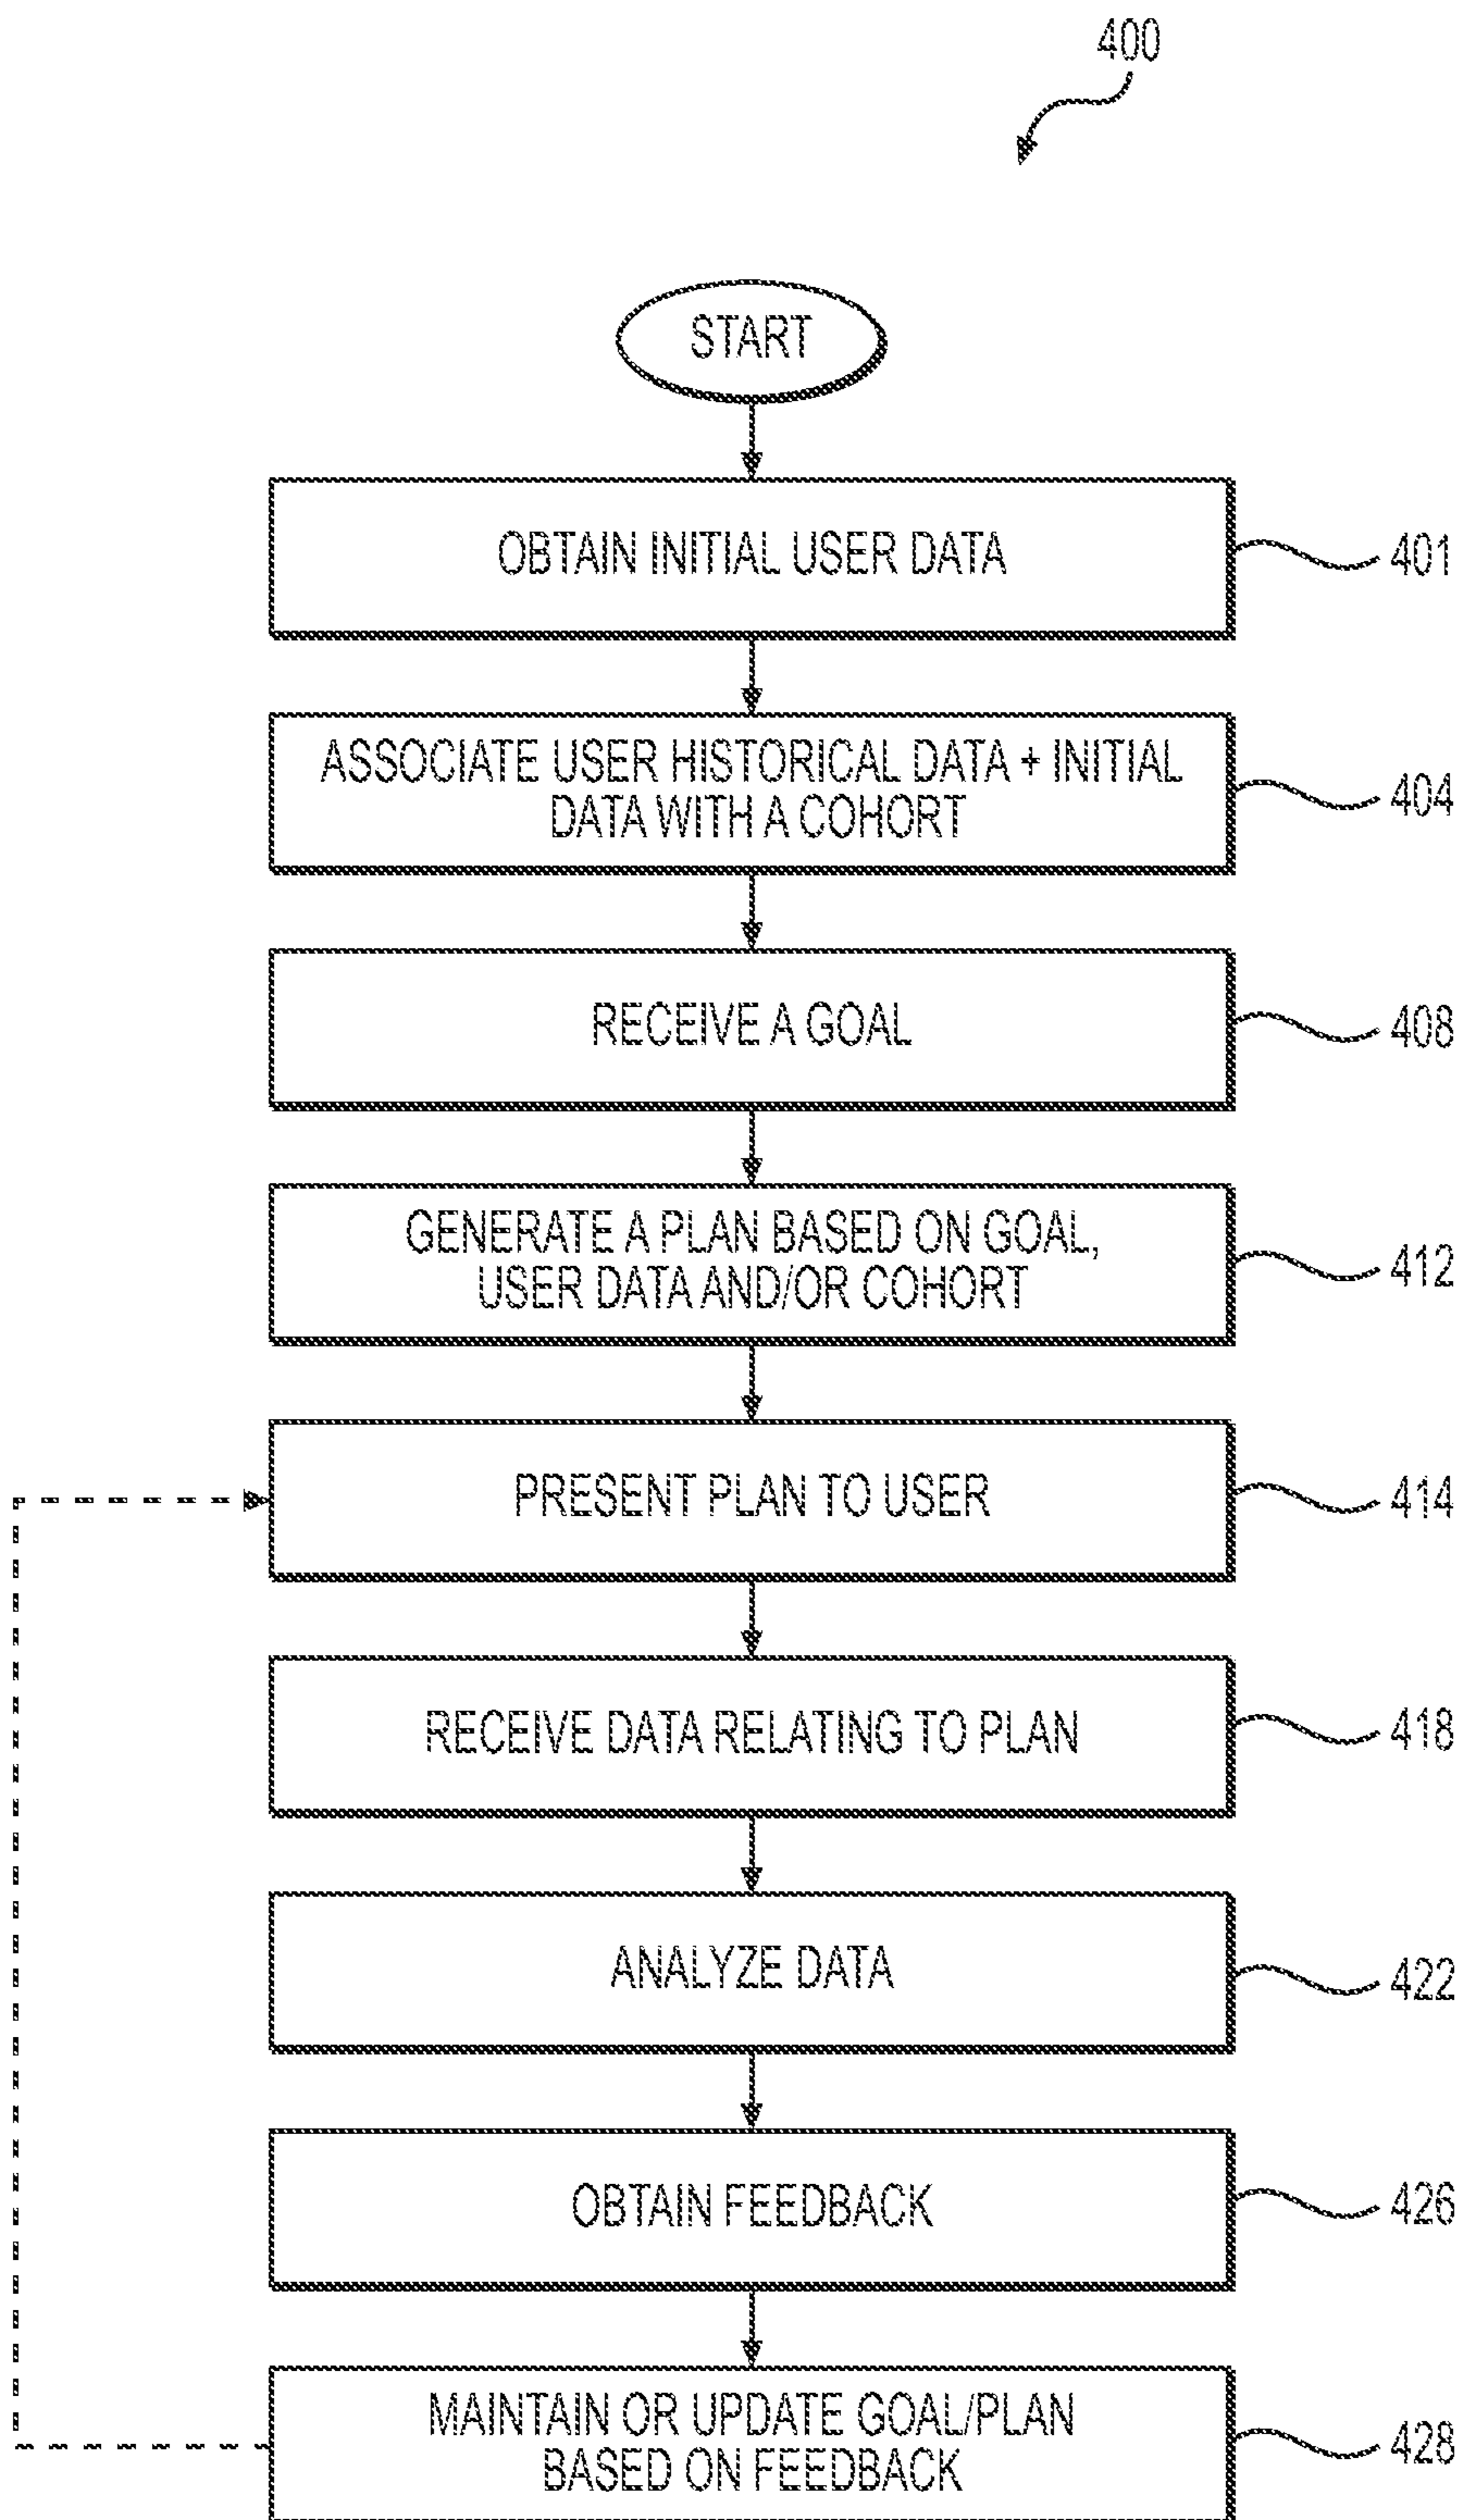 400
START
OBTAIN INITIAL USER DATA
401
ASSOCIATE USER HISTORICAL DATA + INITIAL
DATA WITH A COHORT
404
RECEIVE A GOAL
408
GENERATE A PLAN BASED ON GOAL,
USER DATA AND/OR COHORT
412
PRESENT PLAN TO USER
414
RECEIVE DATA RELATING TO PLAN
418
ANALYZE DATA
422
OBTAIN FEEDBACK
426
MAINTAIN OR UPDATE GOAL/PLAN
BASED ON FEEDBACK
428